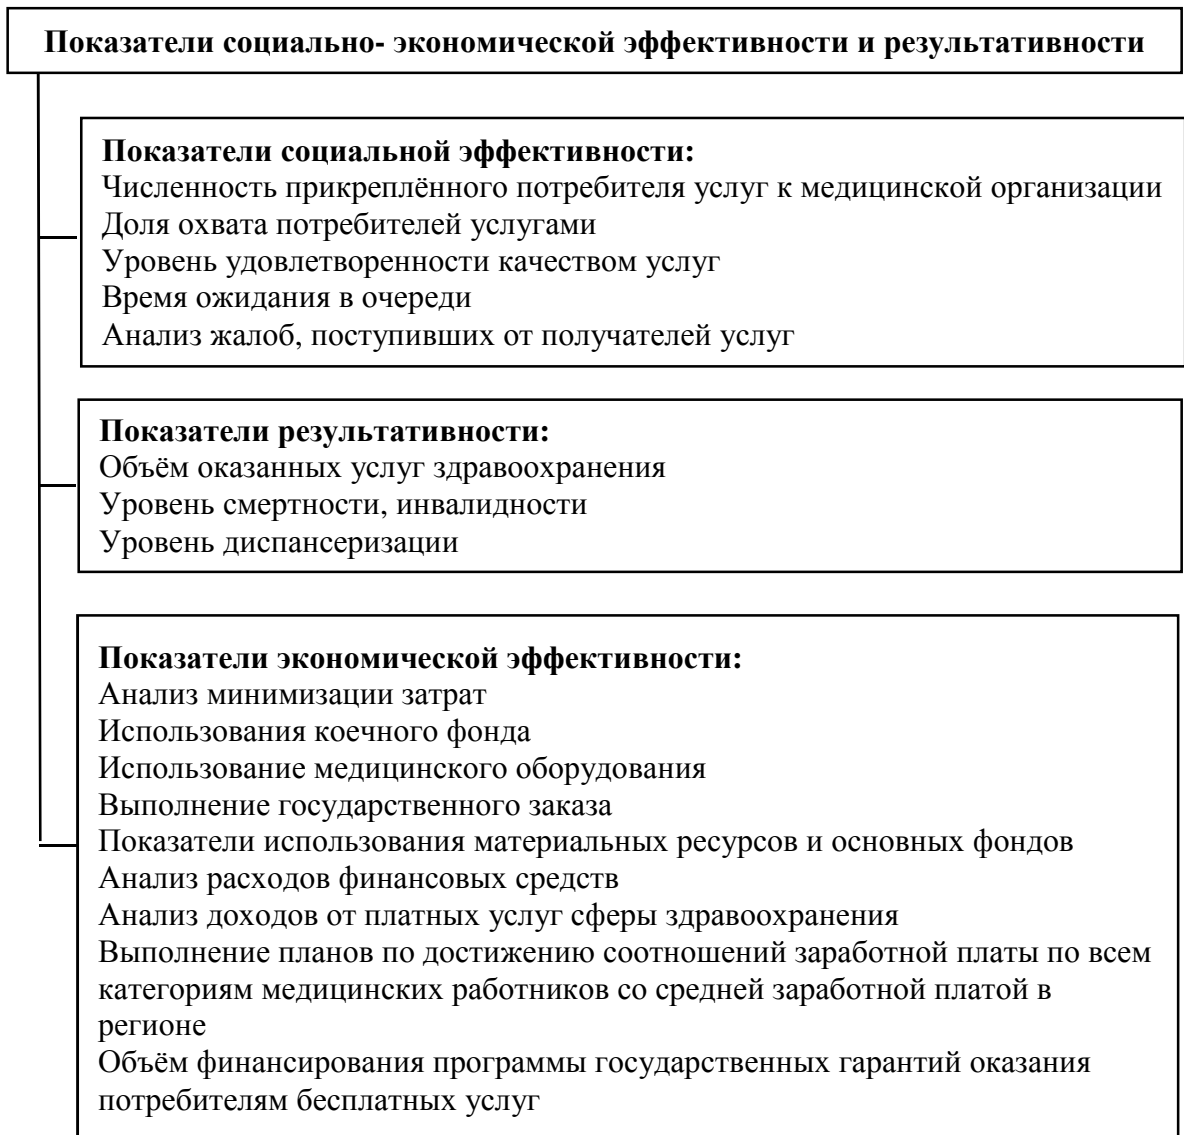 Показатели социально- экономической эффективности и результативности
Показатели социальной эффективности:
Численность прикреплённого потребителя услуг к медицинской организации
Доля охвата потребителей услугами
Уровень удовлетворенности качеством услуг
Время ожидания в очереди
Анализ жалоб, поступивших от получателей услуг
Показатели результативности:
Объём оказанных услуг здравоохранения
Уровень смертности, инвалидности
Уровень диспансеризации
Показатели экономической эффективности:
Анализ минимизации затрат
Использования коечного фонда
Использование медицинского оборудования
Выполнение государственного заказа
Показатели использования материальных ресурсов и основных фондов
Анализ расходов финансовых средств
Анализ доходов от платных услуг сферы здравоохранения
Выполнение планов по достижению соотношений заработной платы по всем
категориям медицинских работников со средней заработной платой в
регионе
Объём финансирования программы государственных гарантий оказания
потребителям бесплатных услуг